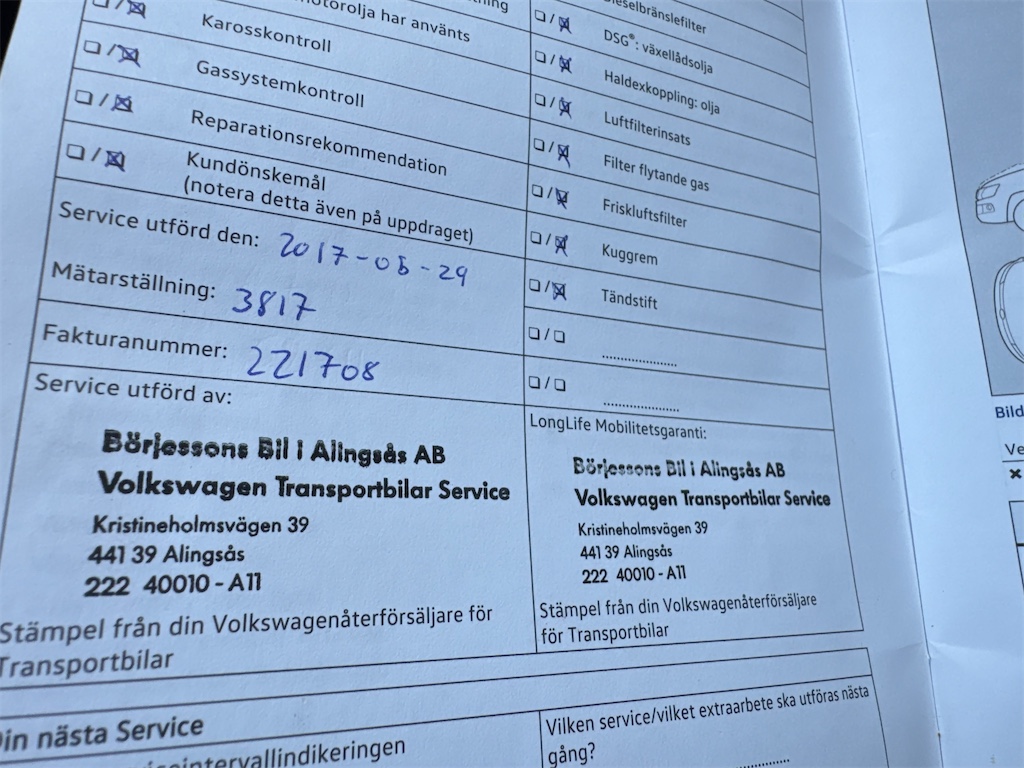 motorolja har använts
Karosskontroll
Gassystemkontroll
Reparationsrekommendation
Kundönskemål
(notera detta även på uppdraget)
Service utförd den: 2017-05-29
Mätarställning: 3817
Fakturanummer: 221708
Service utförd av:
Börjessons Bil i Alingsås AB
Volkswagen Transportbilar Service
Kristineholmsvägen 39
441 39 Alingsås
222 40010 - A11
Stämpel från din Volkswagenåterförsäljare för
Transportbilar
Dieselbränslefilter
DSG®: växellådsolja
Haldexkoppling: olja
Luftfilterinsats
Filter flytande gas
Friskluftsfilter
Kuggrem
Tändstift
LongLife Mobilitetsgaranti:
Börjessons Bil i Alingsås AB
Volkswagen Transportbilar Service
Kristineholmsvägen 39
441 39 Alingsås
222 40010 - A11
Stämpel från din Volkswagenåterförsäljare
för Transportbilar
Din nästa Service
serviceintervallindikeringen
Vilken service/vilket extraarbete ska utföras nästa
gång?
Bild
Ve